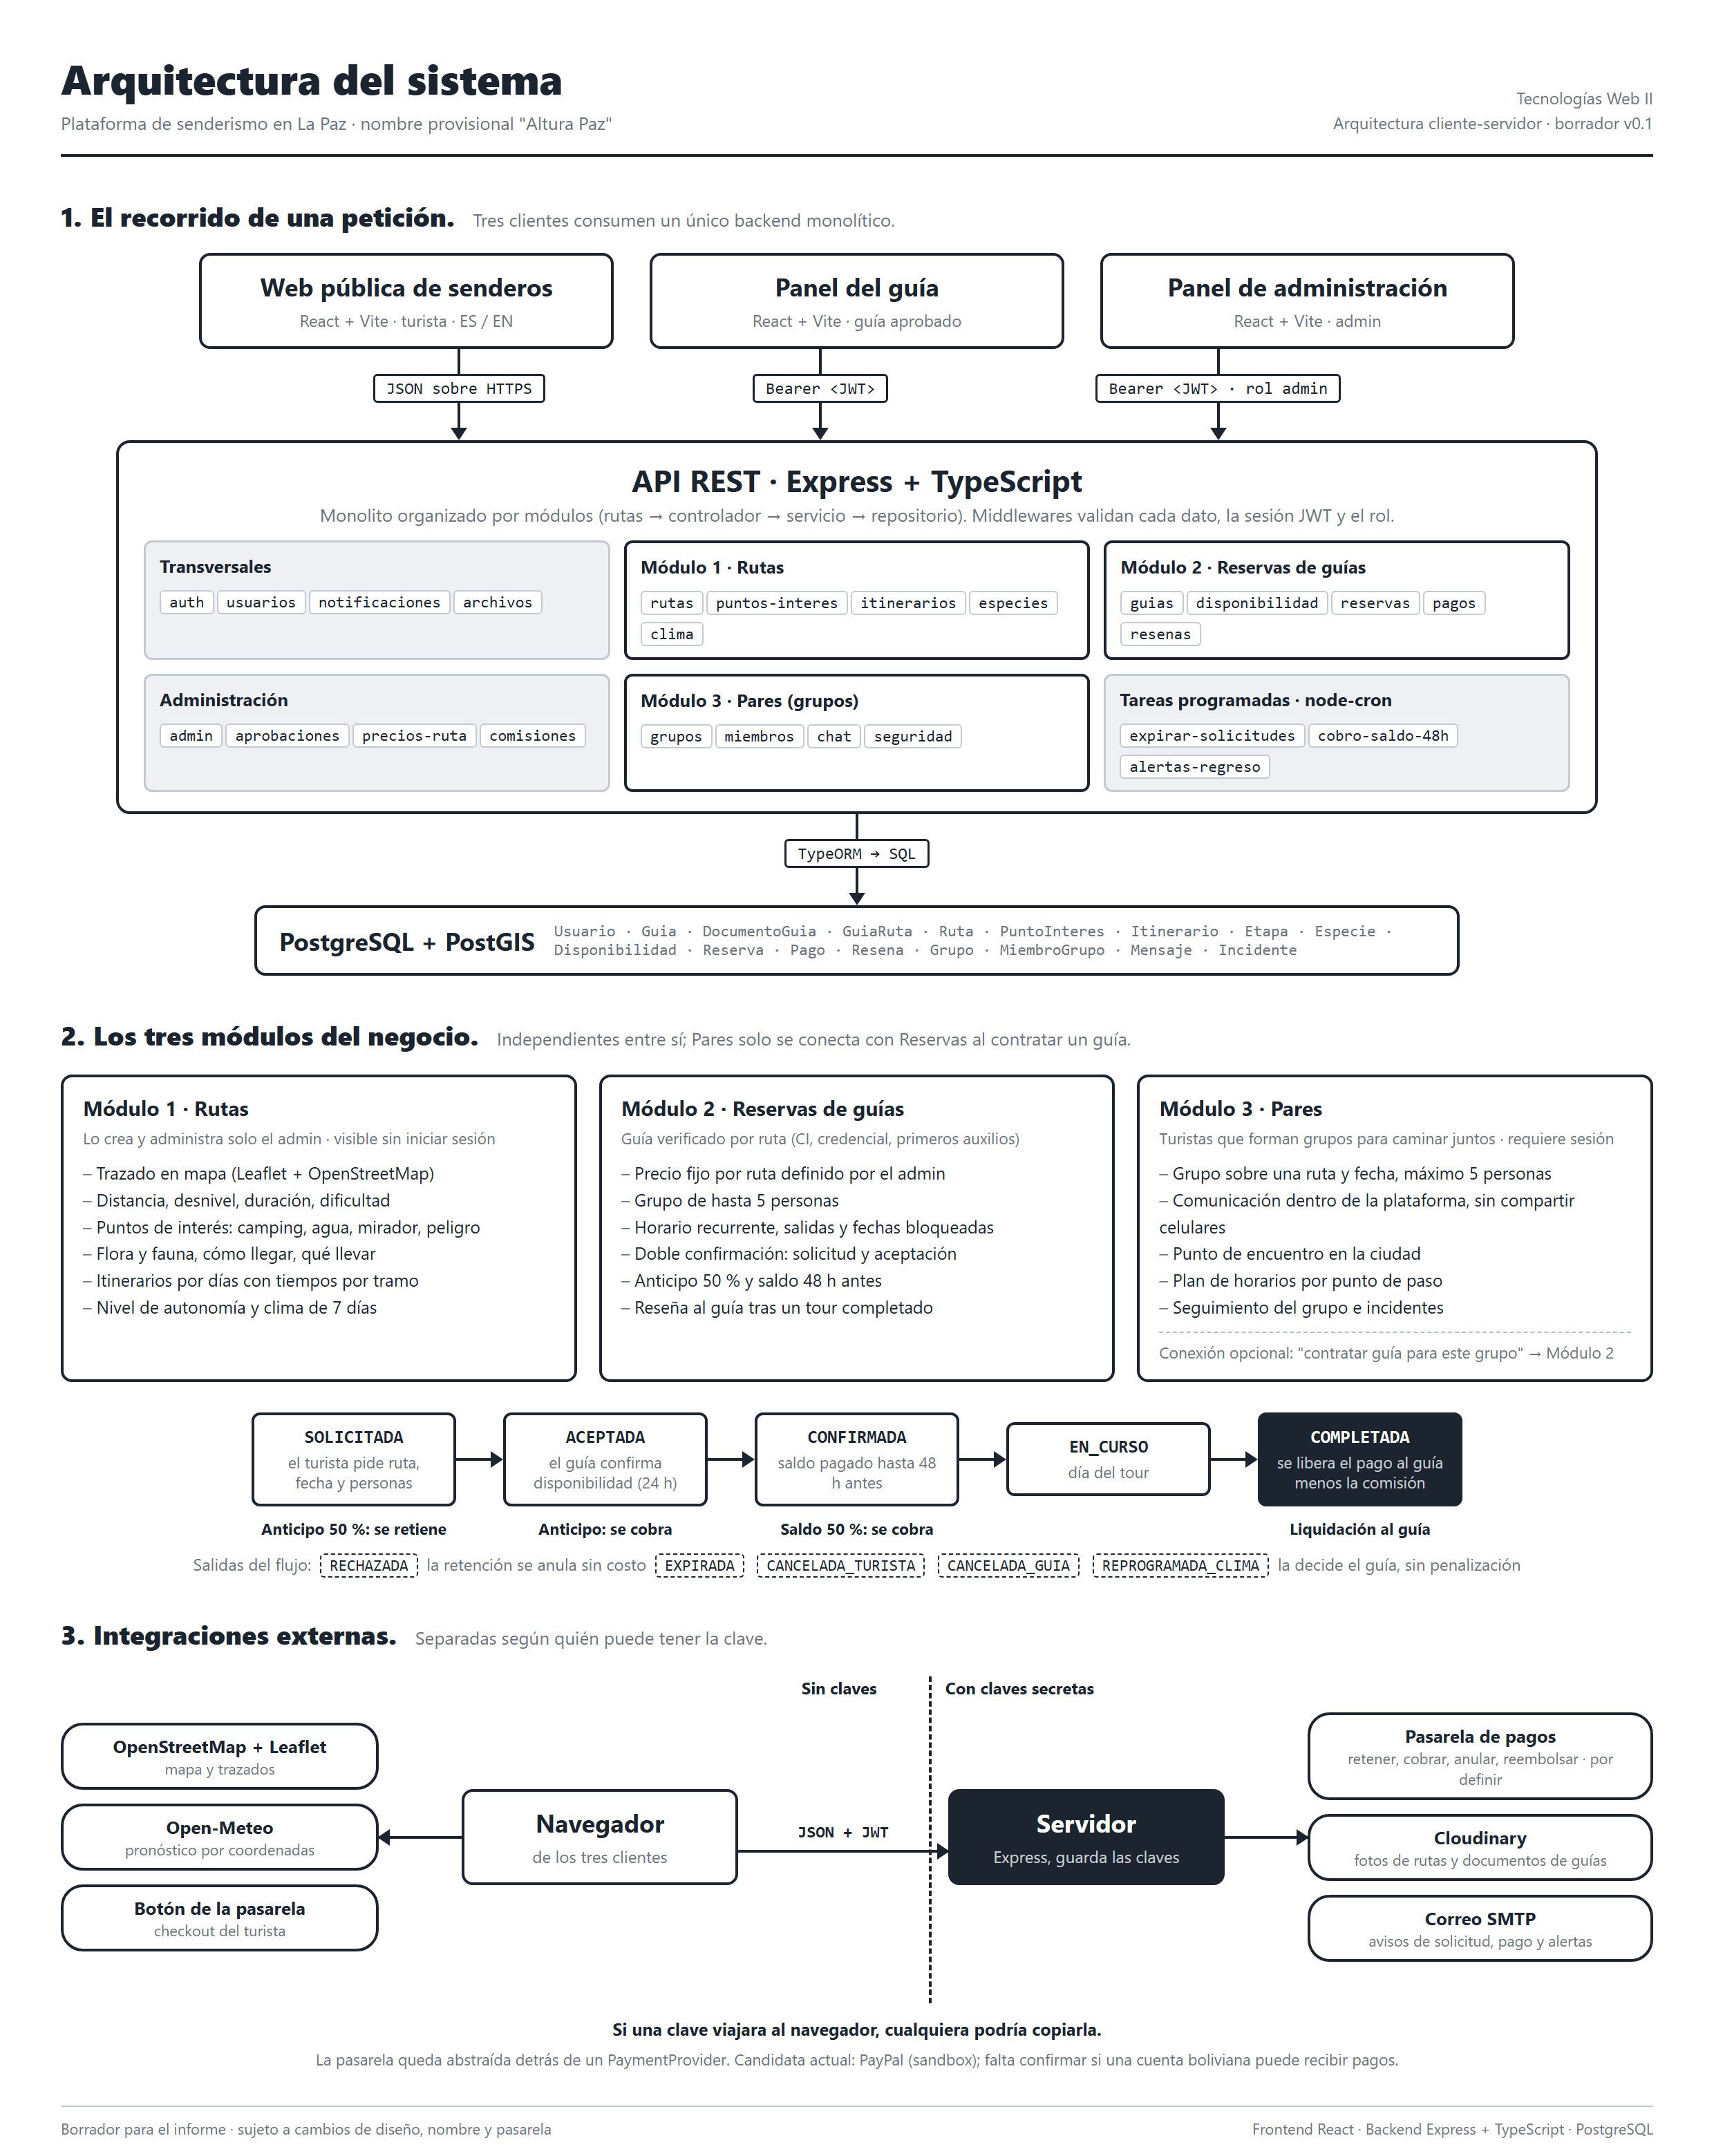 Arquitectura del sistema
Plataforma de senderismo en La Paz · nombre provisional "Altura Paz"
Tecnologías Web II
Arquitectura cliente-servidor · borrador v0.1
1. El recorrido de una petición. Tres clientes consumen un único backend monolítico.
Web pública de senderos
React + Vite · turista · ES / EN
Panel del guía
React + Vite · guía aprobado
Panel de administración
React + Vite · admin
JSON sobre HTTPS
Bearer <JWT>
Bearer <JWT> · rol admin
API REST · Express + TypeScript
Monolito organizado por módulos (rutas → controlador → servicio → repositorio). Middlewares validan cada dato, la sesión JWT y el rol.
Transversales
auth usuarios notificaciones archivos
Módulo 1 · Rutas
rutas puntos-interes itinerarios especies
clima
Módulo 2 · Reservas de guías
guias disponibilidad reservas pagos
resenas
Administración
admin aprobaciones precios-ruta comisiones
Módulo 3 · Pares (grupos)
grupos miembros chat seguridad
Tareas programadas · node-cron
expirar-solicitudes cobro-saldo-48h
alertas-regreso
TypeORM → SQL
PostgreSQL + PostGIS
Usuario · Guia · DocumentoGuia · GuiaRuta · Ruta · PuntoInteres · Itinerario · Etapa · Especie ·
Disponibilidad · Reserva · Pago · Resena · Grupo · MiembroGrupo · Mensaje · Incidente
2. Los tres módulos del negocio. Independientes entre sí; Pares solo se conecta con Reservas al contratar un guía.
Módulo 1 · Rutas
Lo crea y administra solo el admin · visible sin iniciar sesión
– Trazado en mapa (Leaflet + OpenStreetMap)
– Distancia, desnivel, duración, dificultad
– Puntos de interés: camping, agua, mirador, peligro
– Flora y fauna, cómo llegar, qué llevar
– Itinerarios por días con tiempos por tramo
– Nivel de autonomía y clima de 7 días
Módulo 2 · Reservas de guías
Guía verificado por ruta (CI, credencial, primeros auxilios)
– Precio fijo por ruta definido por el admin
– Grupo de hasta 5 personas
– Horario recurrente, salidas y fechas bloqueadas
– Doble confirmación: solicitud y aceptación
– Anticipo 50 % y saldo 48 h antes
– Reseña al guía tras un tour completado
Módulo 3 · Pares
Turistas que forman grupos para caminar juntos · requiere sesión
– Grupo sobre una ruta y fecha, máximo 5 personas
– Comunicación dentro de la plataforma, sin compartir
celulares
– Punto de encuentro en la ciudad
– Plan de horarios por punto de paso
– Seguimiento del grupo e incidentes
Conexión opcional: "contratar guía para este grupo" → Módulo 2
SOLICITADA
el turista pide ruta,
fecha y personas
Anticipo 50 %: se retiene
ACEPTADA
el guía confirma
disponibilidad (24 h)
Anticipo: se cobra
CONFIRMADA
saldo pagado hasta 48
h antes
Saldo 50 %: se cobra
EN_CURSO
día del tour
COMPLETADA
se libera el pago al guía
menos la comisión
Liquidación al guía
Salidas del flujo: RECHAZADA la retención se anula sin costo EXPIRADA CANCELADA_TURISTA CANCELADA_GUIA REPROGRAMADA_CLIMA la decide el guía, sin penalización
3. Integraciones externas. Separadas según quién puede tener la clave.
Sin claves
Con claves secretas
OpenStreetMap + Leaflet
mapa y trazados
Open-Meteo
pronóstico por coordenadas
Botón de la pasarela
checkout del turista
Navegador
de los tres clientes
JSON + JWT
Servidor
Express, guarda las claves
Pasarela de pagos
retener, cobrar, anular, reembolsar · por
definir
Cloudinary
fotos de rutas y documentos de guías
Correo SMTP
avisos de solicitud, pago y alertas
Si una clave viajara al navegador, cualquiera podría copiarla.
La pasarela queda abstraída detrás de un PaymentProvider. Candidata actual: PayPal (sandbox); falta confirmar si una cuenta boliviana puede recibir pagos.
Borrador para el informe · sujeto a cambios de diseño, nombre y pasarela
Frontend React · Backend Express + TypeScript · PostgreSQL